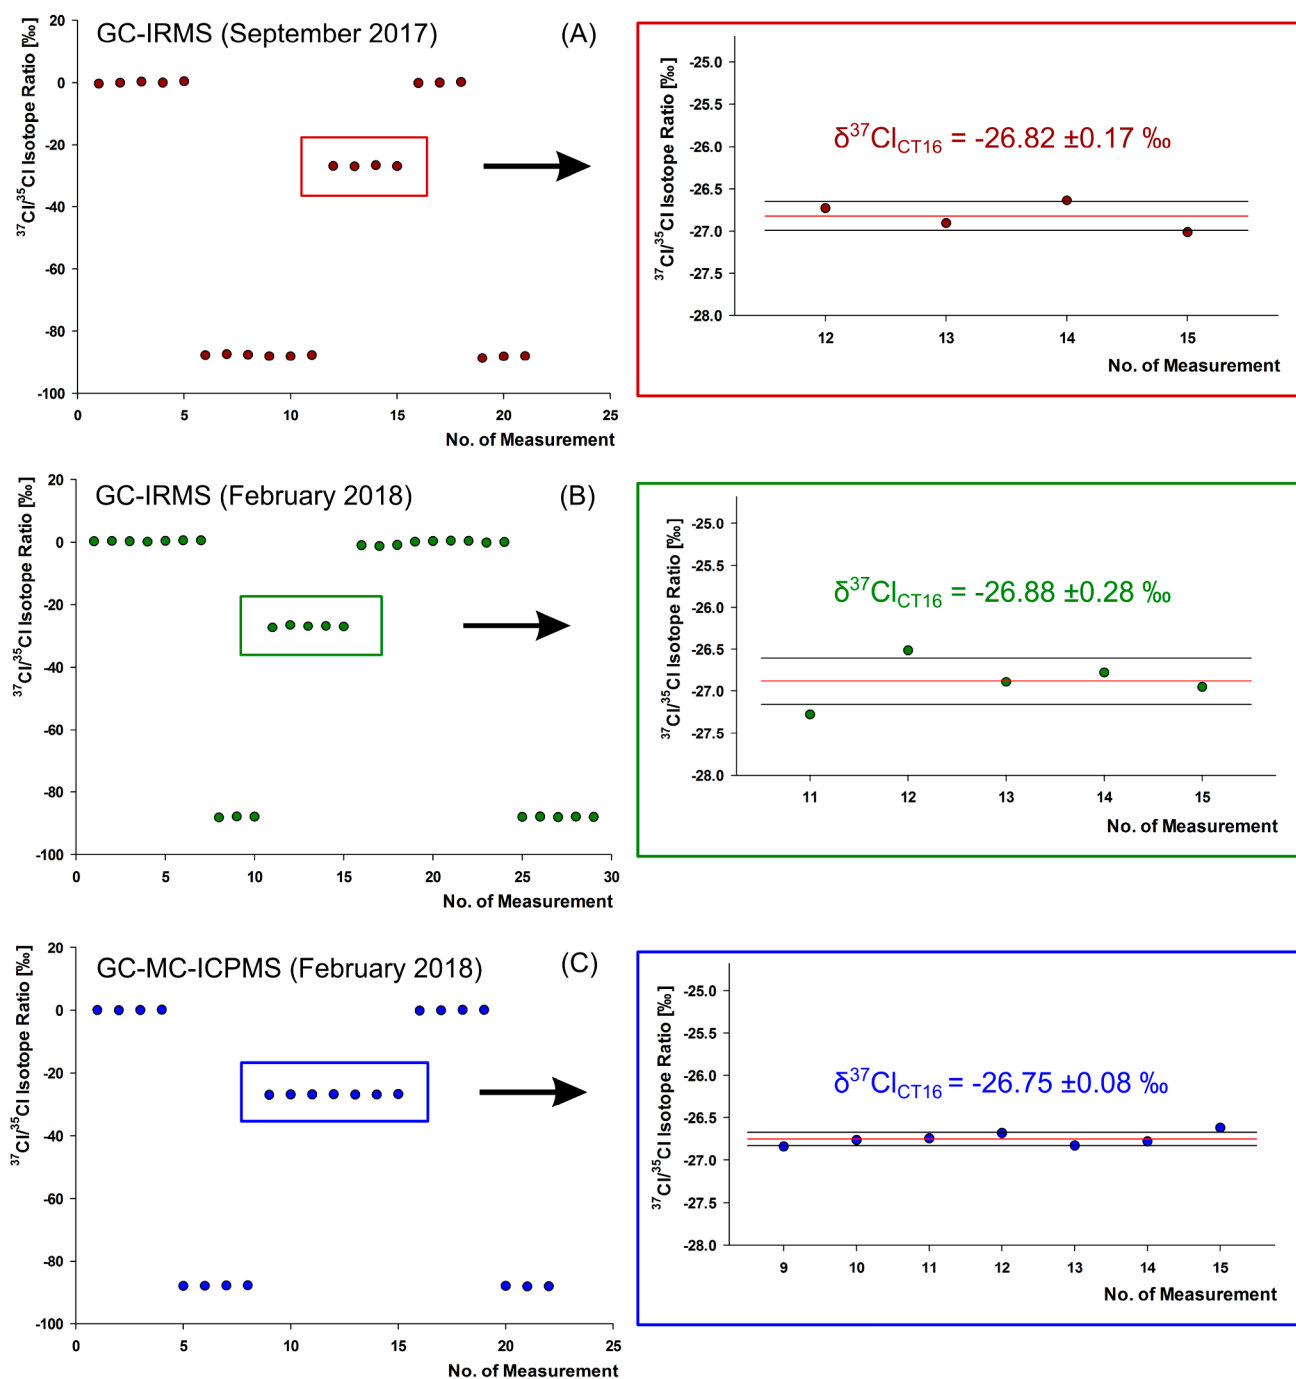 GC-IRMS (September 2017) (A)
³⁷Cl/³⁵Cl Isotope Ratio [‰]
20
0
-20
-40
-60
-80
-100
0 5 10 15 20 25
No. of Measurement
δ³⁷Cl_CT16 = -26.82 ±0.17 ‰
³⁷Cl/³⁵Cl Isotope Ratio [‰]
-25.0
-25.5
-26.0
-26.5
-27.0
-27.5
-28.0
12 13 14 15
No. of Measurement
GC-IRMS (February 2018) (B)
³⁷Cl/³⁵Cl Isotope Ratio [‰]
20
0
-20
-40
-60
-80
-100
0 5 10 15 20 25 30
No. of Measurement
δ³⁷Cl_CT16 = -26.88 ±0.28 ‰
³⁷Cl/³⁵Cl Isotope Ratio [‰]
-25.0
-25.5
-26.0
-26.5
-27.0
-27.5
-28.0
11 12 13 14 15
No. of Measurement
GC-MC-ICPMS (February 2018) (C)
³⁷Cl/³⁵Cl Isotope Ratio [‰]
20
0
-20
-40
-60
-80
-100
0 5 10 15 20 25
No. of Measurement
δ³⁷Cl_CT16 = -26.75 ±0.08 ‰
³⁷Cl/³⁵Cl Isotope Ratio [‰]
-25.0
-25.5
-26.0
-26.5
-27.0
-27.5
-28.0
9 10 11 12 13 14 15
No. of Measurement